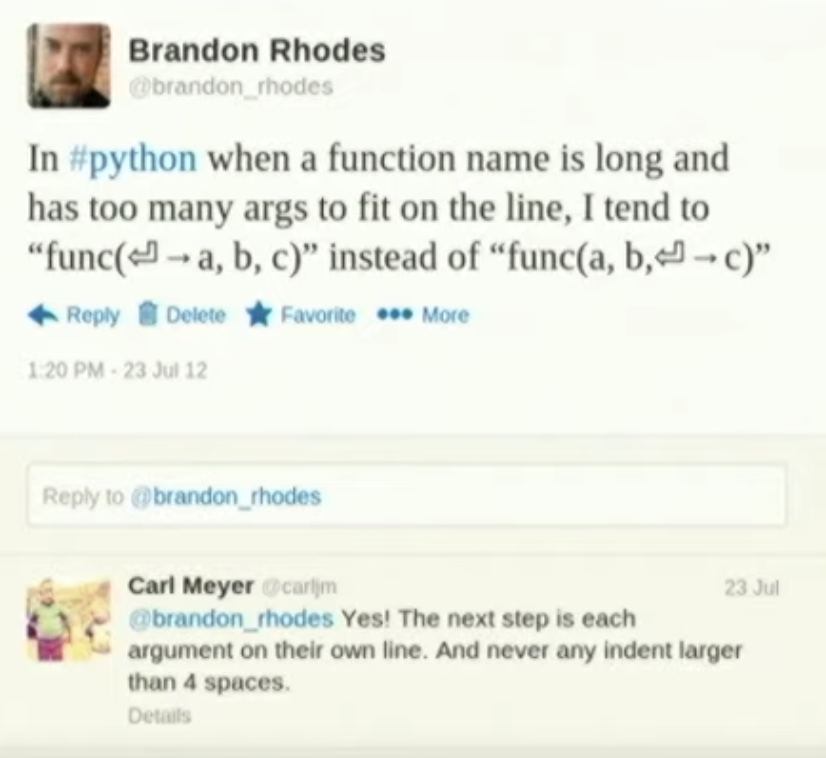 Brandon Rhodes
@brandon_rhodes
In #python when a function name is long and
has too many args to fit on the line, I tend to
“func(⏎→a, b, c)” instead of “func(a, b,⏎→c)”
Reply Delete Favorite ••• More
1:20 PM - 23 Jul 12
Reply to @brandon_rhodes
Carl Meyer @carljm 23 Jul
@brandon_rhodes Yes! The next step is each
argument on their own line. And never any indent larger
than 4 spaces.
Details